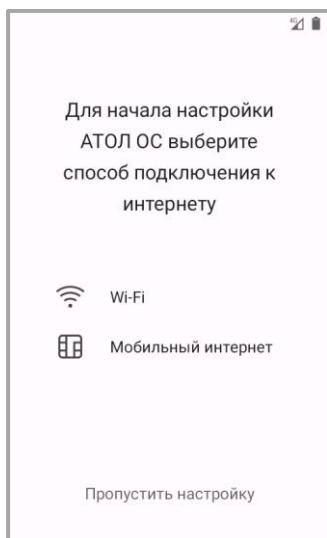 Для начала настройки
АТОЛ ОС выберите
способ подключения к
интернету
Wi-Fi
Мобильный интернет
Пропустить настройку